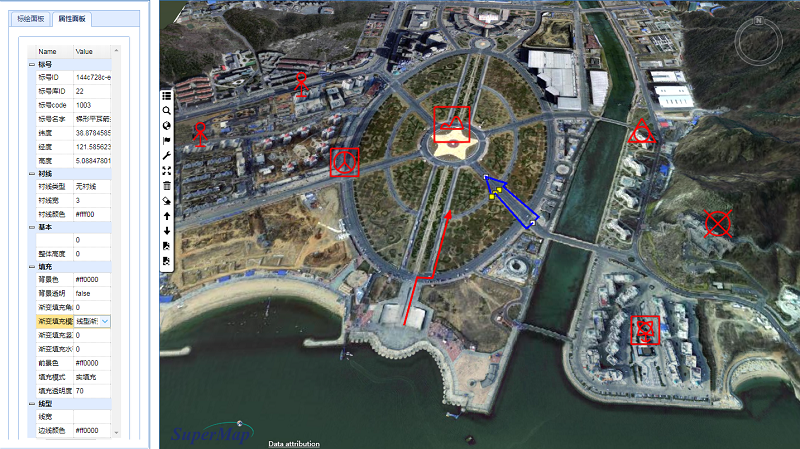 标绘面板 属性面板
Name Value
标号
标号ID 144c728c-e
标号库ID 22
标号code 1003
标号名字
纬度 38.8784585
经度 121.585623
高度 5.08847801
衬线
衬线类型 无衬线
衬线宽 3
衬线颜色 #ffff00
基本
0
整体高度 0
填充
背景色 #ff0000
背景透明 false
渐变填充角 0
渐变填充模 线型渐
渐变填充竖 0
渐变填充水 0
前景色 #ff0000
填充模式 实填充
填充透明度 70
线型
线宽
边线颜色 #ff0000
N
SuperMap
Data attribution